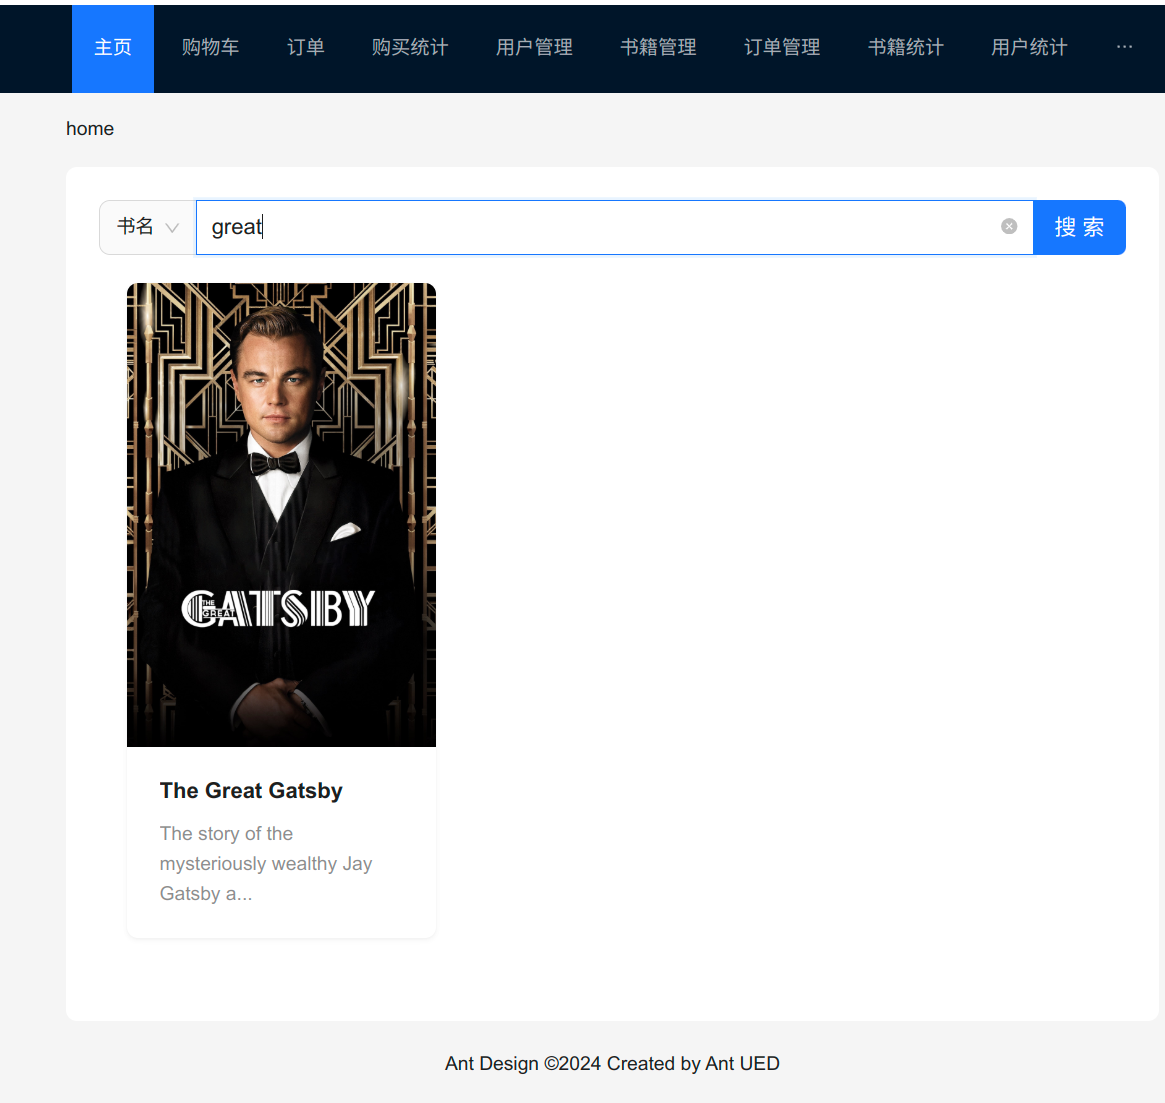 主页 购物车 订单 购买统计 用户管理 书籍管理 订单管理 书籍统计 用户统计 ···
home
书名 great 搜 索
THE GREAT GATSBY
The Great Gatsby
The story of the
mysteriously wealthy Jay
Gatsby a...
Ant Design ©2024 Created by Ant UED